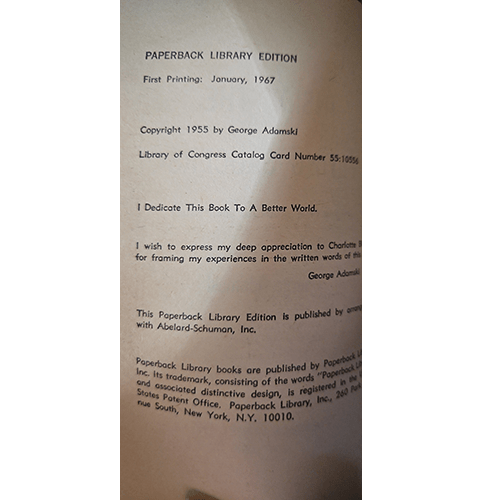 PAPERBACK LIBRARY EDITION
First Printing: January, 1967
Copyright 1955 by George Adamski
Library of Congress Catalog Card Number 55:10556
I Dedicate This Book To A Better World.
I wish to express my deep appreciation to Charlotte
for framing my experiences in the written words of this
George Adamski
This Paperback Library Edition is published by
with Abelard-Schuman, Inc.
Paperback Library books are published by Paperback
Inc. Its trademark, consisting of the words "Paperback
and associated distinctive design, is registered in the
States Patent Office. Paperback Library, Inc., 260
nue South, New York, N.Y. 10010.